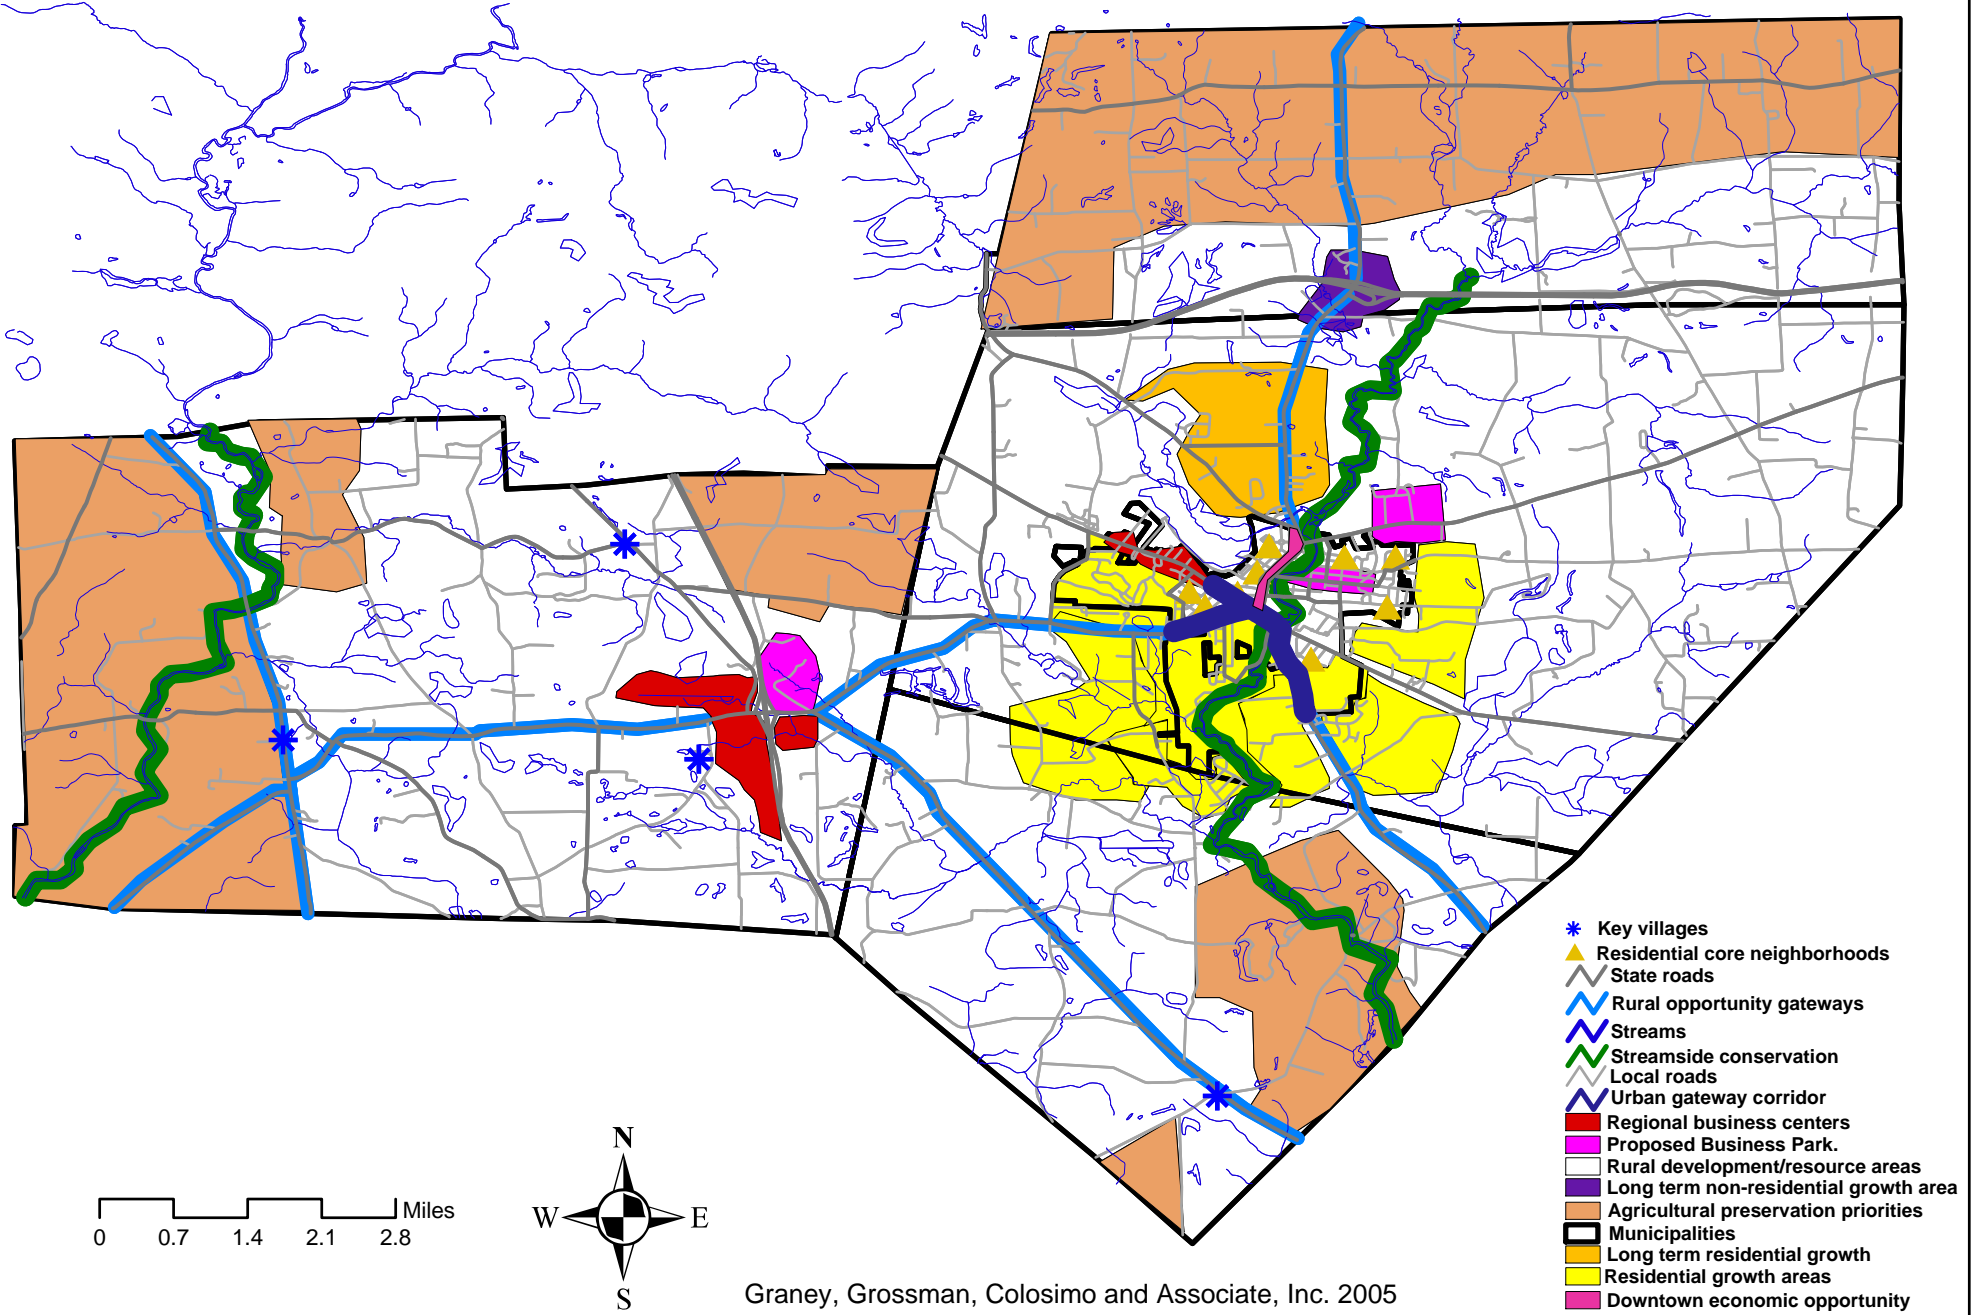 Key villages
Residential core neighborhoods
State roads
Rural opportunity gateways
Streams
Streamside conservation
Local roads
Urban gateway corridor
Regional business centers
Proposed Business Park.
Rural development/resource areas
Long term non-residential growth area
Agricultural preservation priorities
Municipalities
Long term residential growth
Residential growth areas
Downtown economic opportunity
N
W E
S
Miles
0 0.7 1.4 2.1 2.8
Graney, Grossman, Colosimo and Associate, Inc. 2005